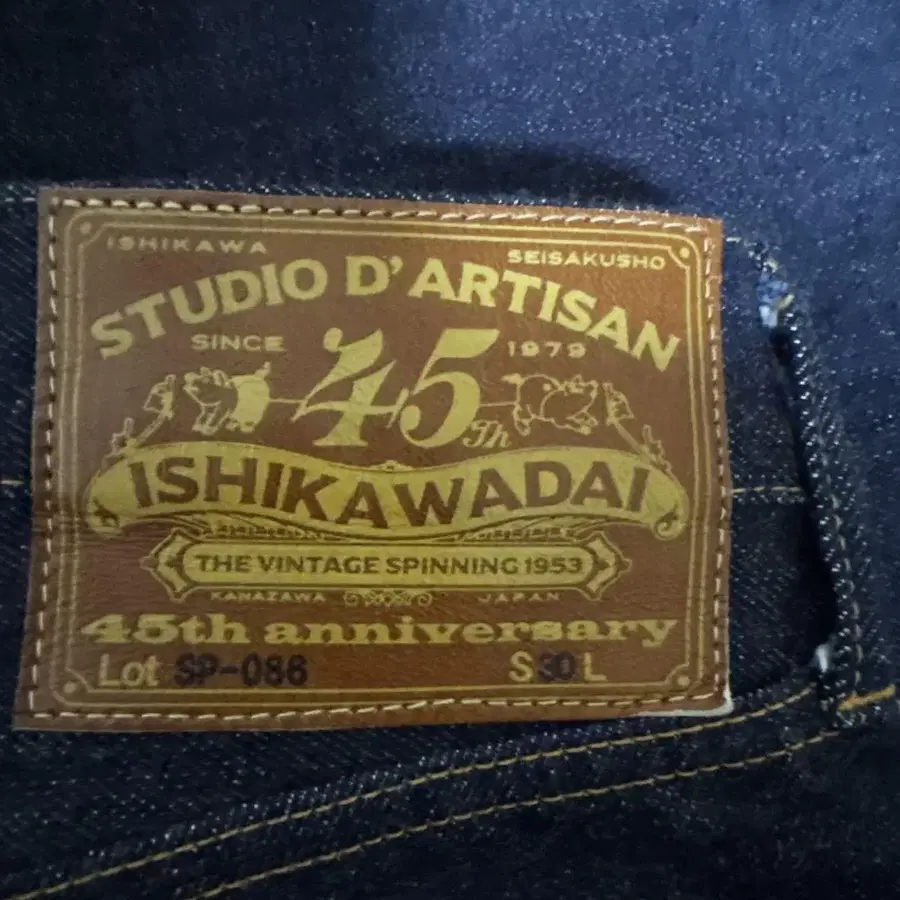 ISHIKAWA SEISAKUSHO
STUDIO D'ARTISAN
SINCE 45th 1979
ISHIKAWADAI
THE VINTAGE SPINNING 1953
KANAZAWA JAPAN
45th anniversary
Lot SP-086 S 30 L